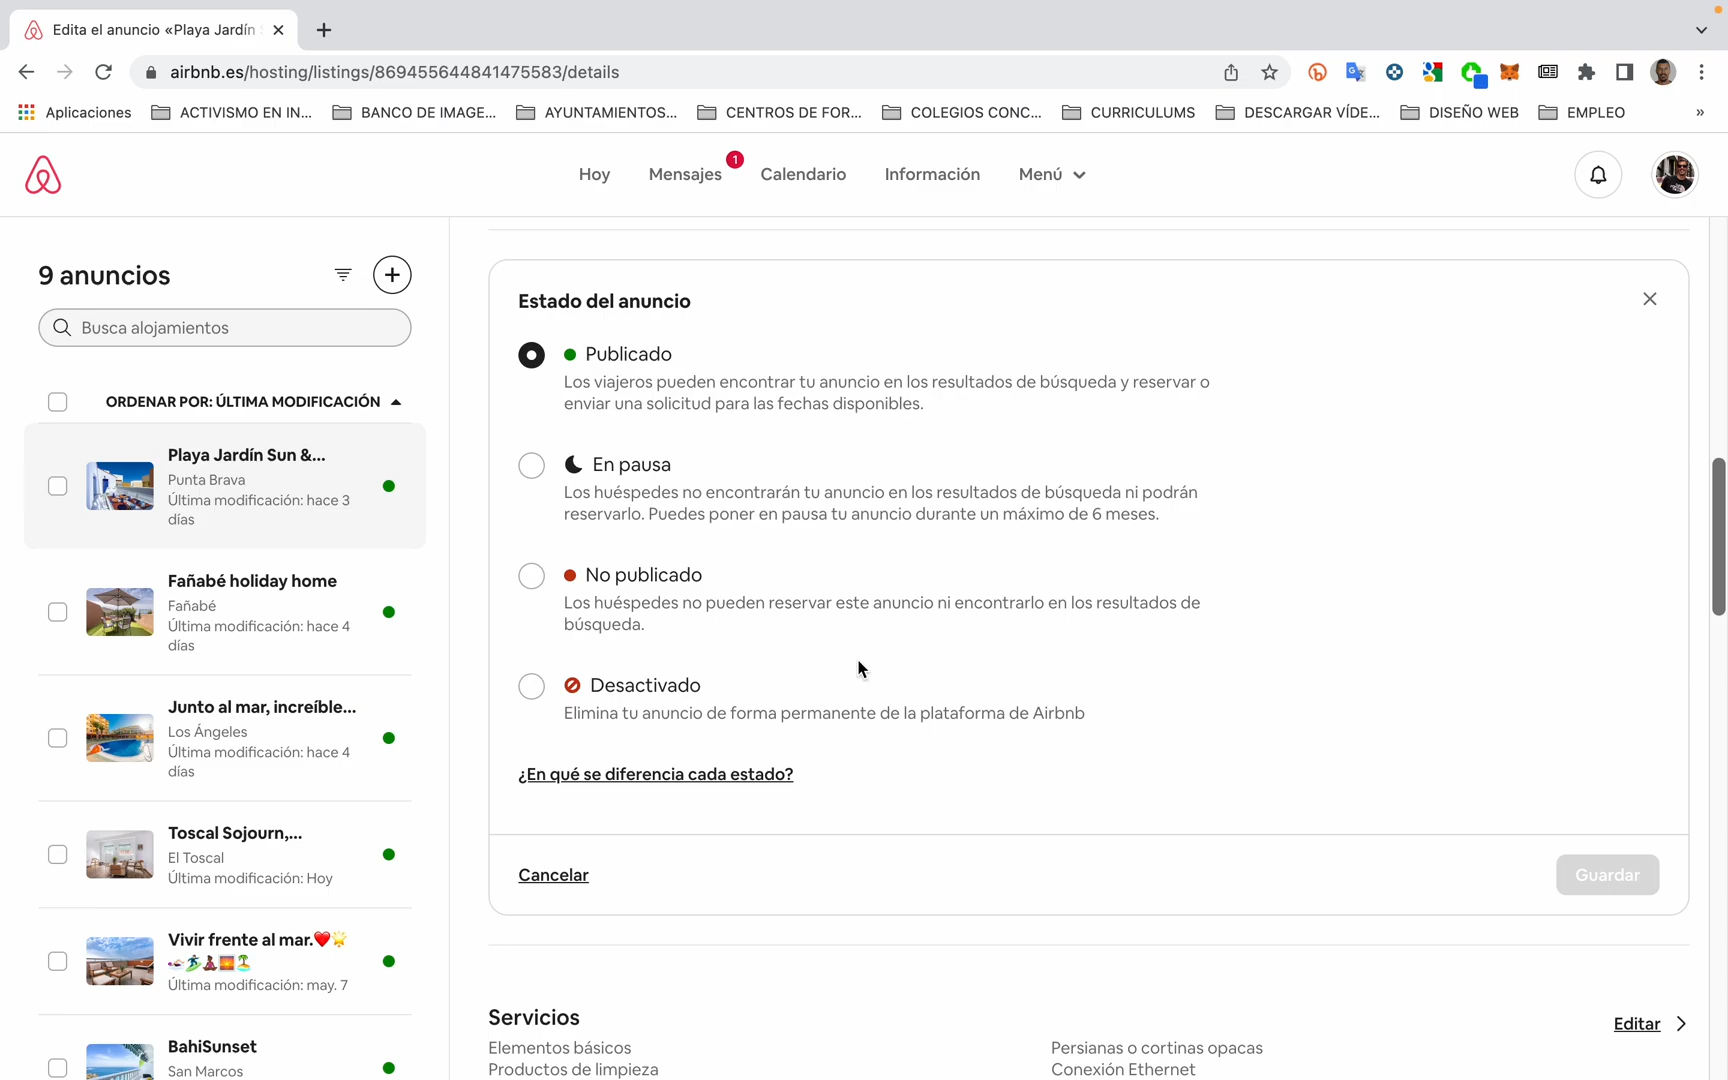 Edita el anuncio «Playa Jardín
airbnb.es/hosting/listings/869455644841475583/details
Aplicaciones
ACTIVISMO EN IN...
BANCO DE IMAGE...
AYUNTAMIENTOS...
CENTROS DE FOR...
COLEGIOS CONC...
CURRICULUMS
DESCARGAR VÍDE...
DISEÑO WEB
EMPLEO
»
Hoy
Mensajes
1
Calendario
Información
Menú
9 anuncios
Busca alojamientos
ORDENAR POR: ÚLTIMA MODIFICACIÓN
Playa Jardín Sun &...
Punta Brava
Última modificación: hace 3
días
Fañabé holiday home
Fañabé
Última modificación: hace 4
días
Junto al mar, increíble...
Los Ángeles
Última modificación: hace 4
días
Toscal Sojourn,...
El Toscal
Última modificación: Hoy
Vivir frente al mar.❤️🌟
🏊🏄🧘🌅🏝️
Última modificación: may. 7
BahiSunset
San Marcos
Estado del anuncio
Publicado
Los viajeros pueden encontrar tu anuncio en los resultados de búsqueda y reservar o
enviar una solicitud para las fechas disponibles.
En pausa
Los huéspedes no encontrarán tu anuncio en los resultados de búsqueda ni podrán
reservarlo. Puedes poner en pausa tu anuncio durante un máximo de 6 meses.
No publicado
Los huéspedes no pueden reservar este anuncio ni encontrarlo en los resultados de
búsqueda.
Desactivado
Elimina tu anuncio de forma permanente de la plataforma de Airbnb
¿En qué se diferencia cada estado?
Cancelar
Guardar
Servicios
Editar
Elementos básicos
Productos de limpieza
Persianas o cortinas opacas
Conexión Ethernet